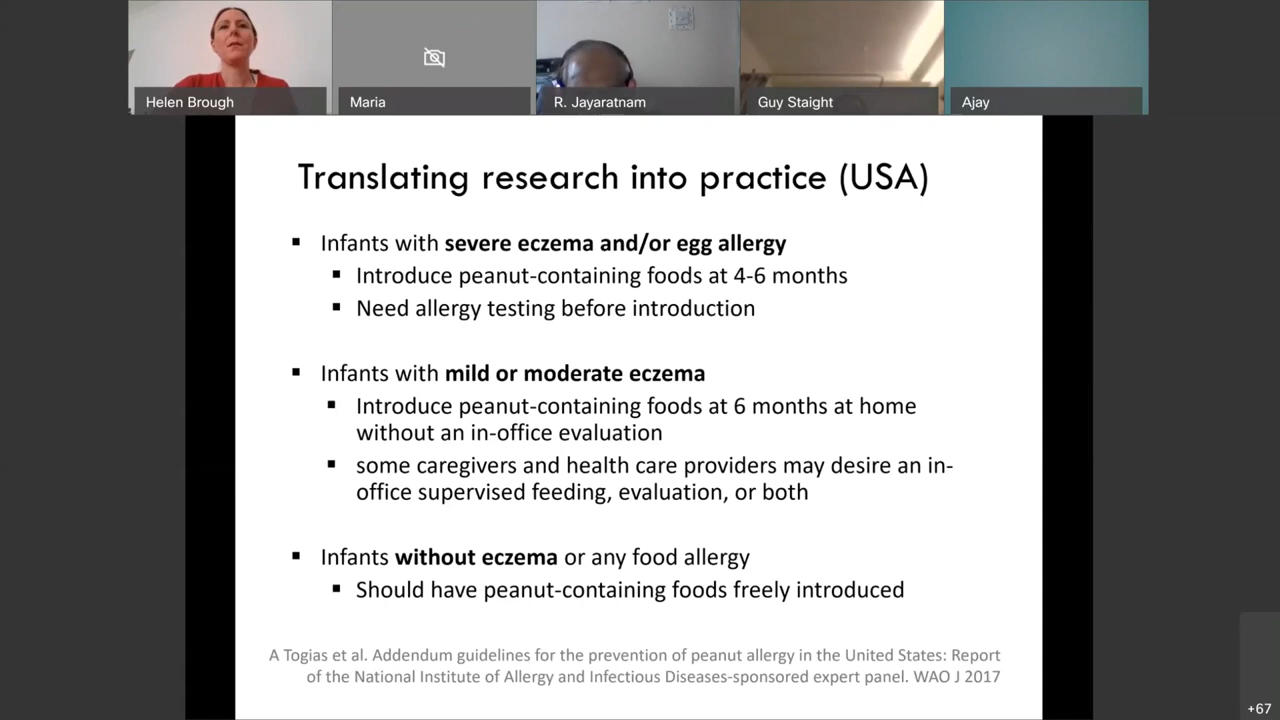 Helen Brough
Maria
R. Jayaratnam
Guy Staight
Ajay
Translating research into practice (USA)
▪ Infants with severe eczema and/or egg allergy
▪ Introduce peanut-containing foods at 4-6 months
▪ Need allergy testing before introduction
▪ Infants with mild or moderate eczema
▪ Introduce peanut-containing foods at 6 months at home
without an in-office evaluation
▪ some caregivers and health care providers may desire an in-
office supervised feeding, evaluation, or both
▪ Infants without eczema or any food allergy
▪ Should have peanut-containing foods freely introduced
A Togias et al. Addendum guidelines for the prevention of peanut allergy in the United States: Report
of the National Institute of Allergy and Infectious Diseases-sponsored expert panel. WAO J 2017
+67